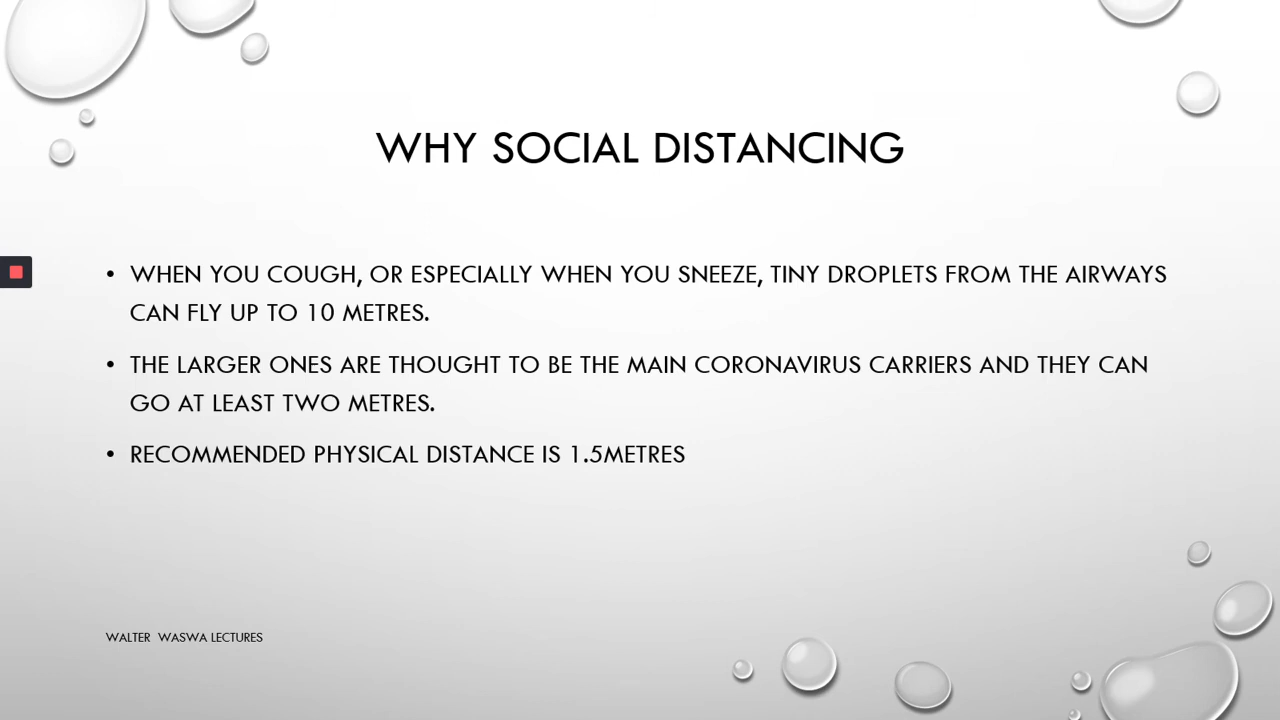 WHY SOCIAL DISTANCING
• WHEN YOU COUGH, OR ESPECIALLY WHEN YOU SNEEZE, TINY DROPLETS FROM THE AIRWAYS
CAN FLY UP TO 10 METRES.
• THE LARGER ONES ARE THOUGHT TO BE THE MAIN CORONAVIRUS CARRIERS AND THEY CAN
GO AT LEAST TWO METRES.
• RECOMMENDED PHYSICAL DISTANCE IS 1.5METRES
WALTER WASWA LECTURES